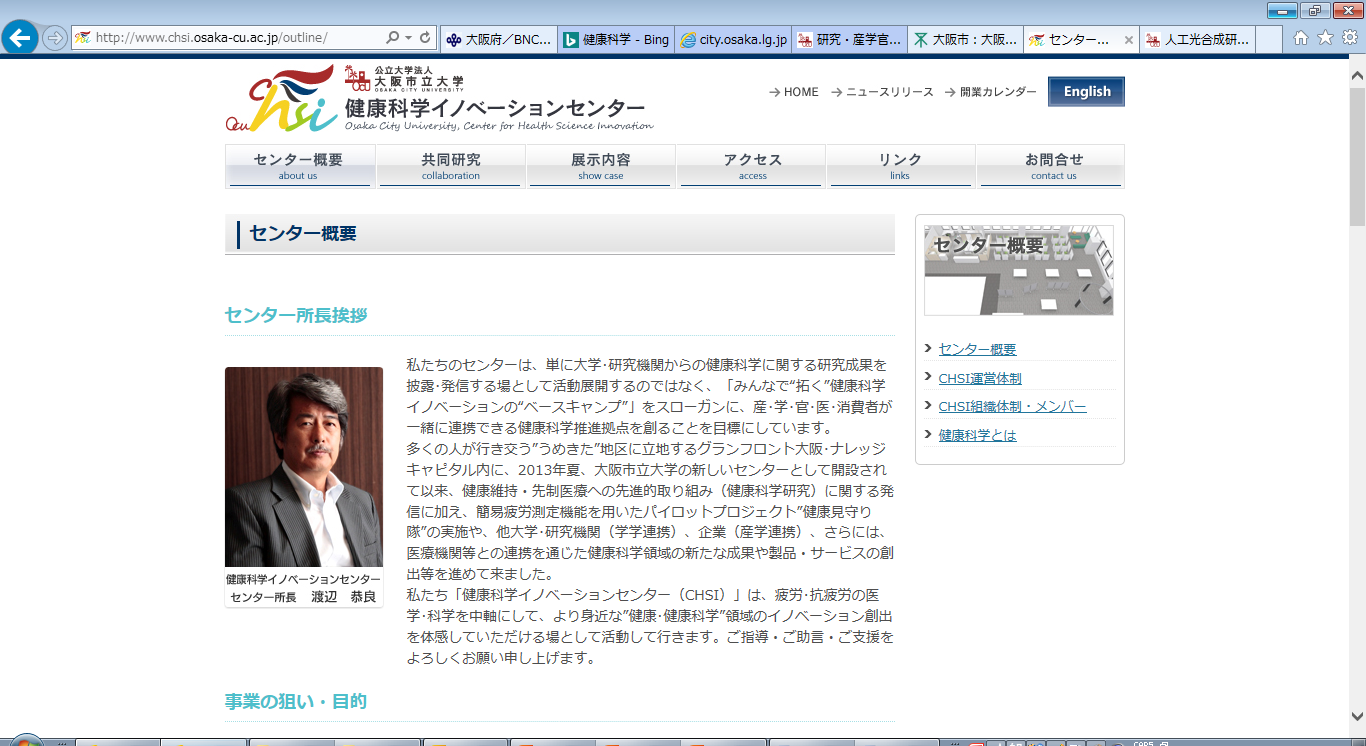 http://www.chsi.osaka-cu.ac.jp/outline/
大阪府／BNC...
健康科学 - Bing
city.osaka.lg.jp
研究・産学官...
大阪市：大阪...
センター...
人工光合成研...
Ocu chsi
公立大学法人
大阪市立大学
OSAKA CITY UNIVERSITY
健康科学イノベーションセンター
Osaka City University, Center for Health Science Innovation
HOME
ニュースリリース
開業カレンダー
English
センター概要
about us
共同研究
collaboration
展示内容
show case
アクセス
access
リンク
links
お問合せ
contact us
センター概要
センター所長挨拶
私たちのセンターは、単に大学･研究機関からの健康科学に関する研究成果を
披露･発信する場として活動展開するのではなく、「みんなで“拓く”健康科学
イノベーションの“ベースキャンプ”」をスローガンに、産･学･官･医･消費者が
一緒に連携できる健康科学推進拠点を創ることを目標にしています。
多くの人が行き交う”うめきた”地区に立地するグランフロント大阪･ナレッジ
キャピタル内に、2013年夏、大阪市立大学の新しいセンターとして開設され
て以来、健康維持・先制医療への先進的取り組み（健康科学研究）に関する発
信に加え、簡易疲労測定機能を用いたパイロットプロジェクト”健康見守り
隊”の実施や、他大学･研究機関（学学連携）、企業（産学連携）、さらには、
医療機関等との連携を通じた健康科学領域の新たな成果や製品・サービスの創
出等を進めて来ました。
私たち「健康科学イノベーションセンター（CHSI）」は、疲労･抗疲労の医
学･科学を中軸にして、より身近な”健康･健康科学”領域のイノベーション創出
を体感していただける場として活動して行きます。ご指導・ご助言・ご支援を
よろしくお願い申し上げます。
健康科学イノベーションセンター
センター所長 渡辺 恭良
事業の狙い・目的
センター概要
センター概要
CHSI運営体制
CHSI組織体制・メンバー
健康科学とは